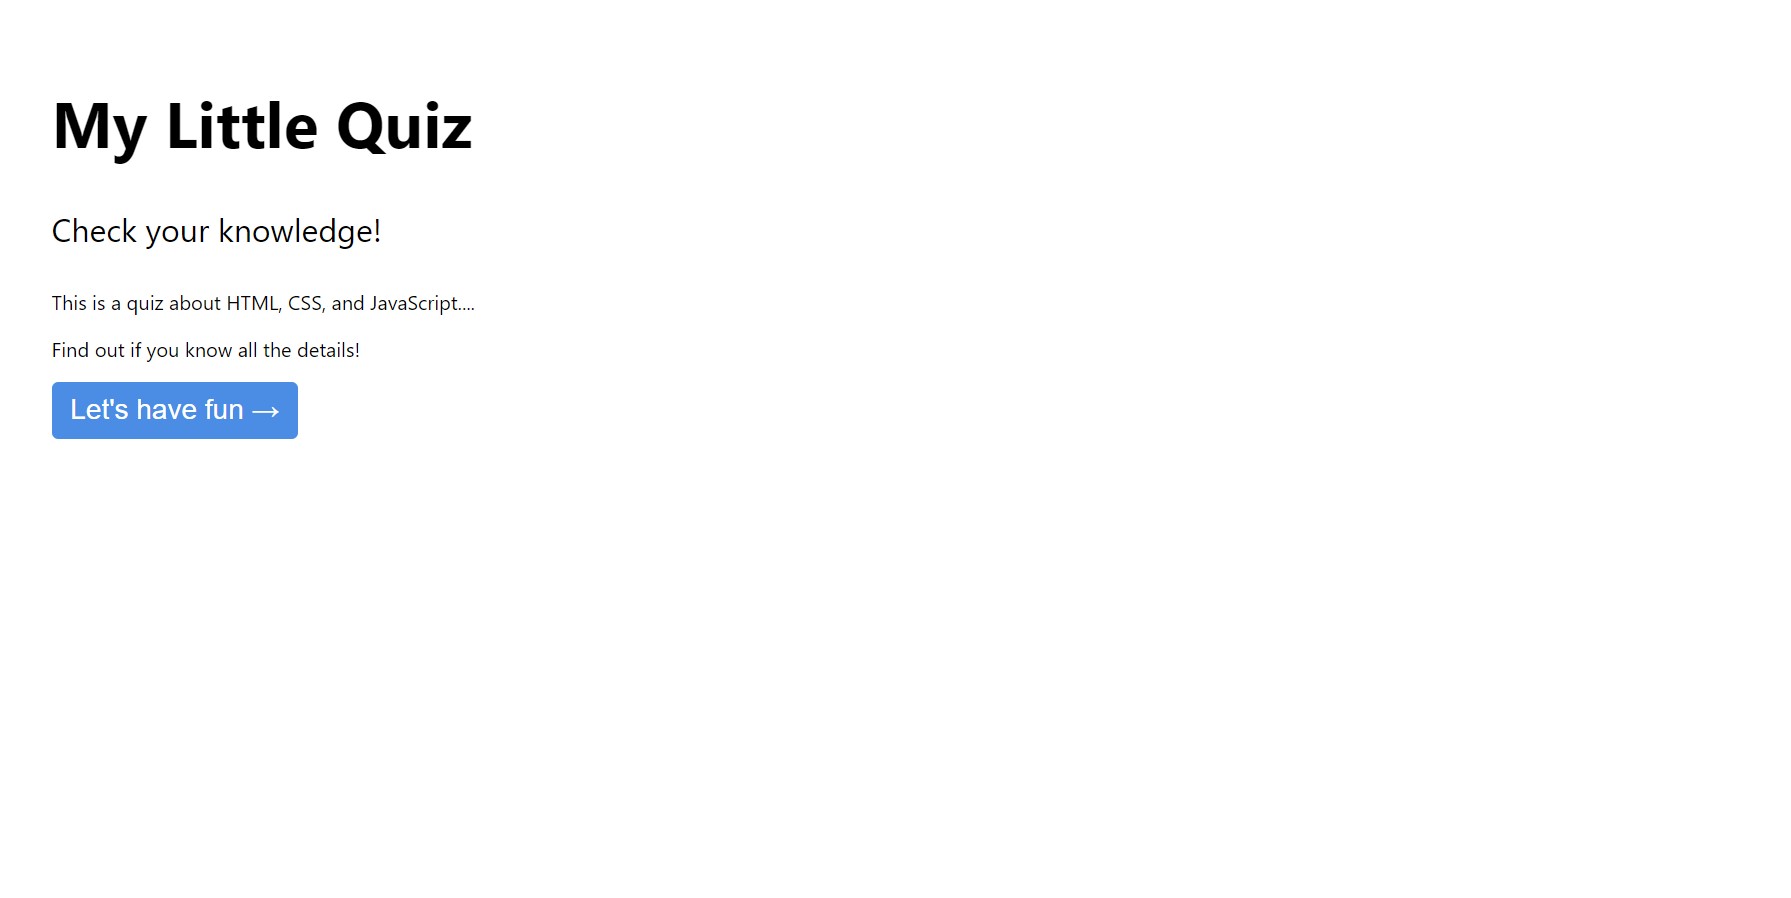 My Little Quiz
Check your knowledge!
This is a quiz about HTML, CSS, and JavaScript....
Find out if you know all the details!
Let's have fun →